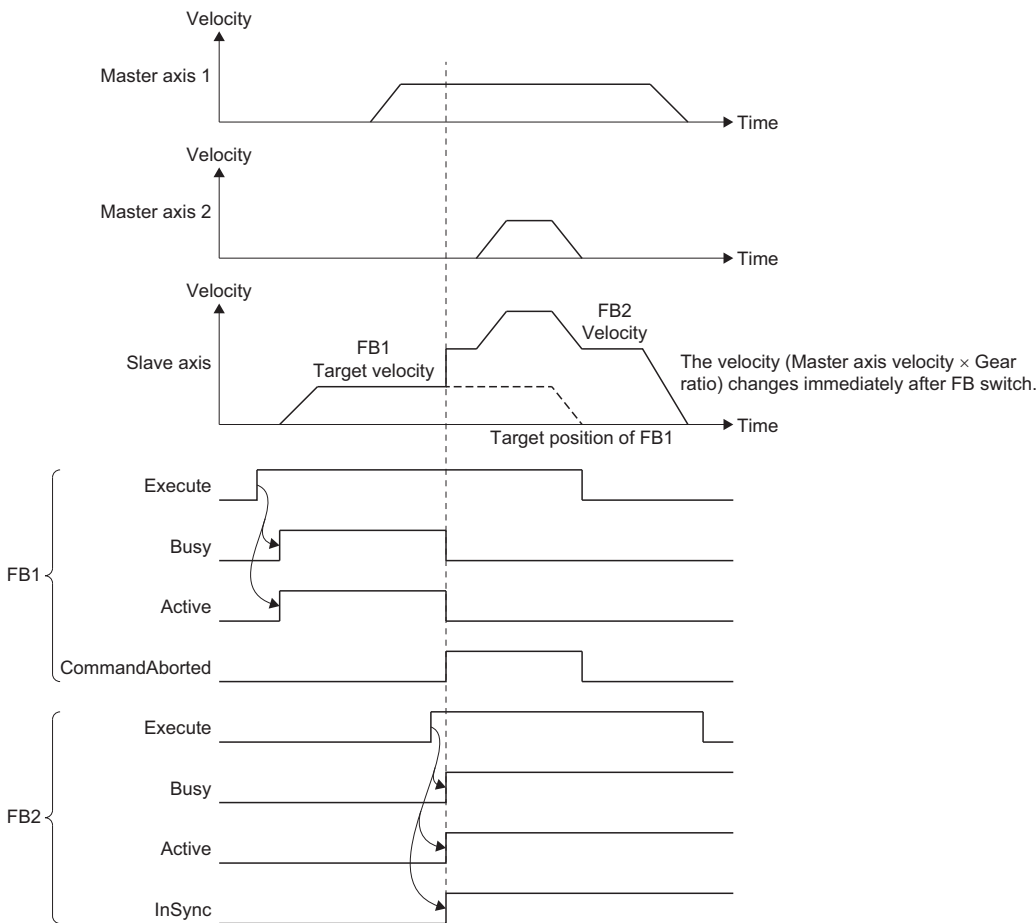 Velocity
Master axis 1
Time
Velocity
Master axis 2
Time
Velocity
Slave axis
FB1
Target velocity
FB2
Velocity
The velocity (Master axis velocity × Gear
ratio) changes immediately after FB switch.
Time
Target position of FB1
FB1
Execute
Busy
Active
CommandAborted
FB2
Execute
Busy
Active
InSync